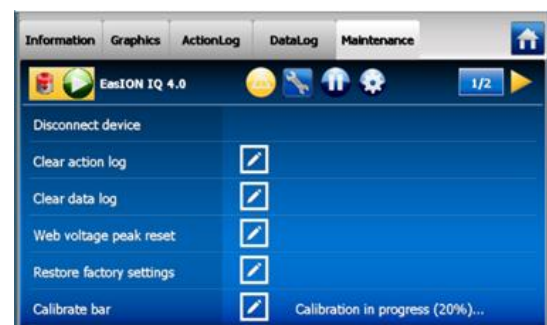 Information Graphics ActionLog DataLog Maintenance
EasION IQ 4.0 1/2
Disconnect device
Clear action log
Clear data log
Web voltage peak reset
Restore factory settings
Calibrate bar Calibration in progress (20%)...